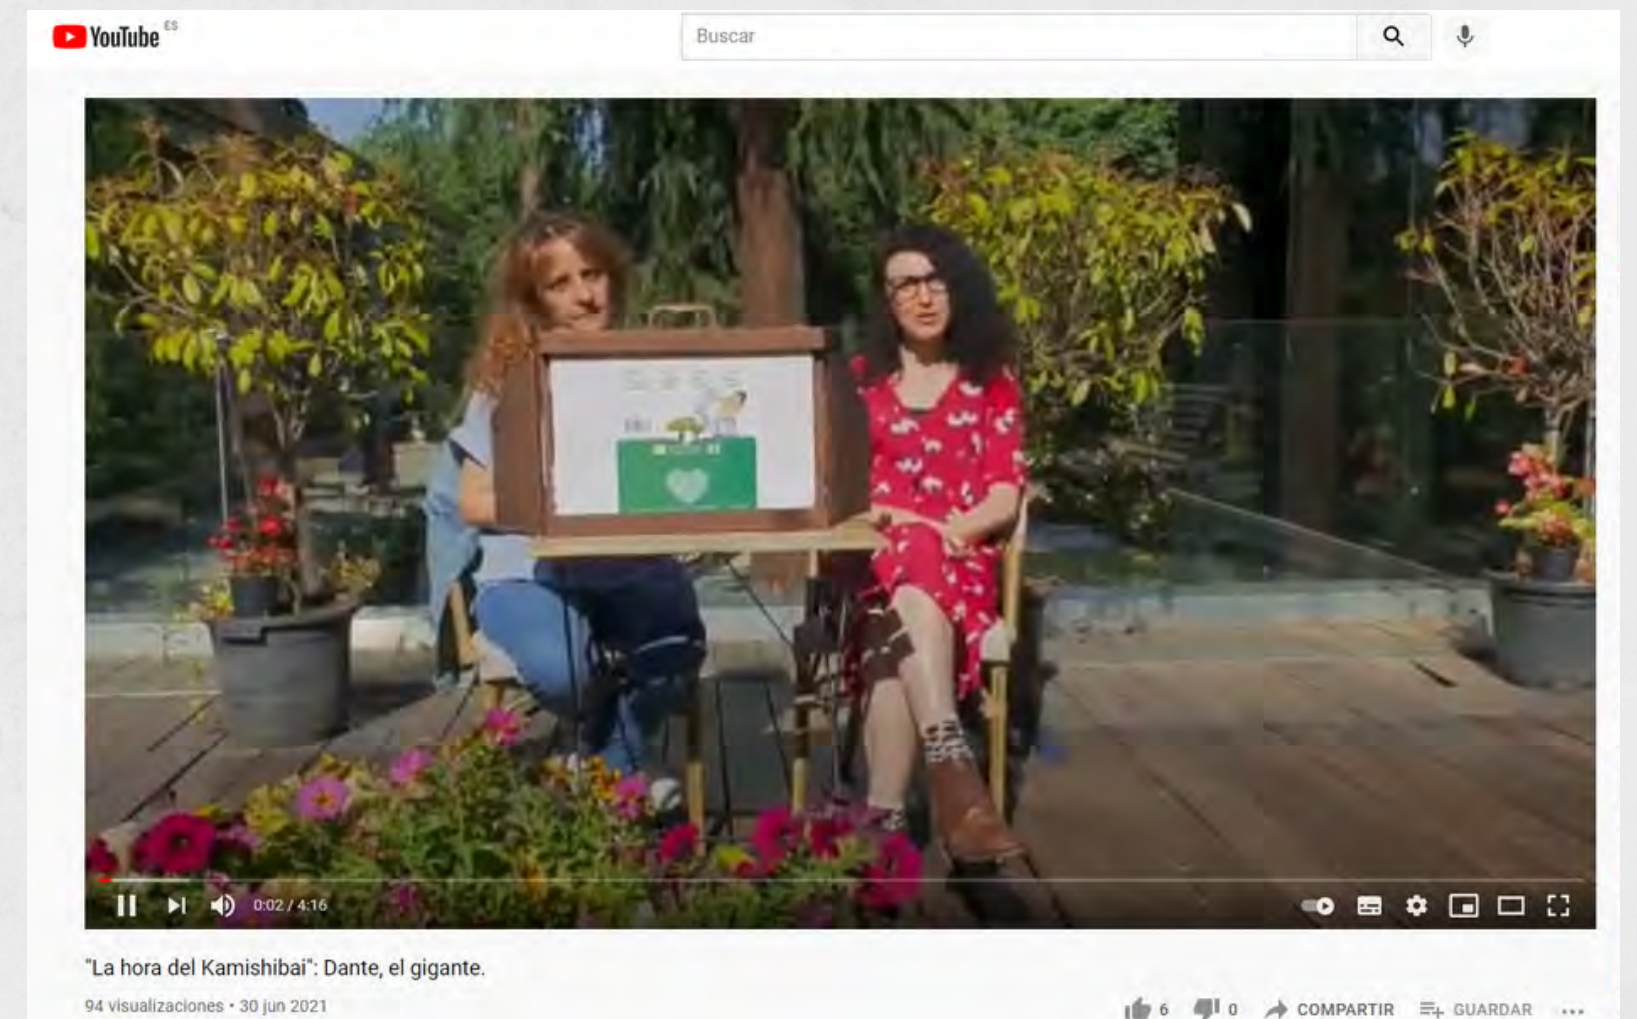 YouTube ES
Buscar
0:02 / 4:16
"La hora del Kamishibai": Dante, el gigante.
94 visualizaciones • 30 jun 2021
6 0 COMPARTIR GUARDAR